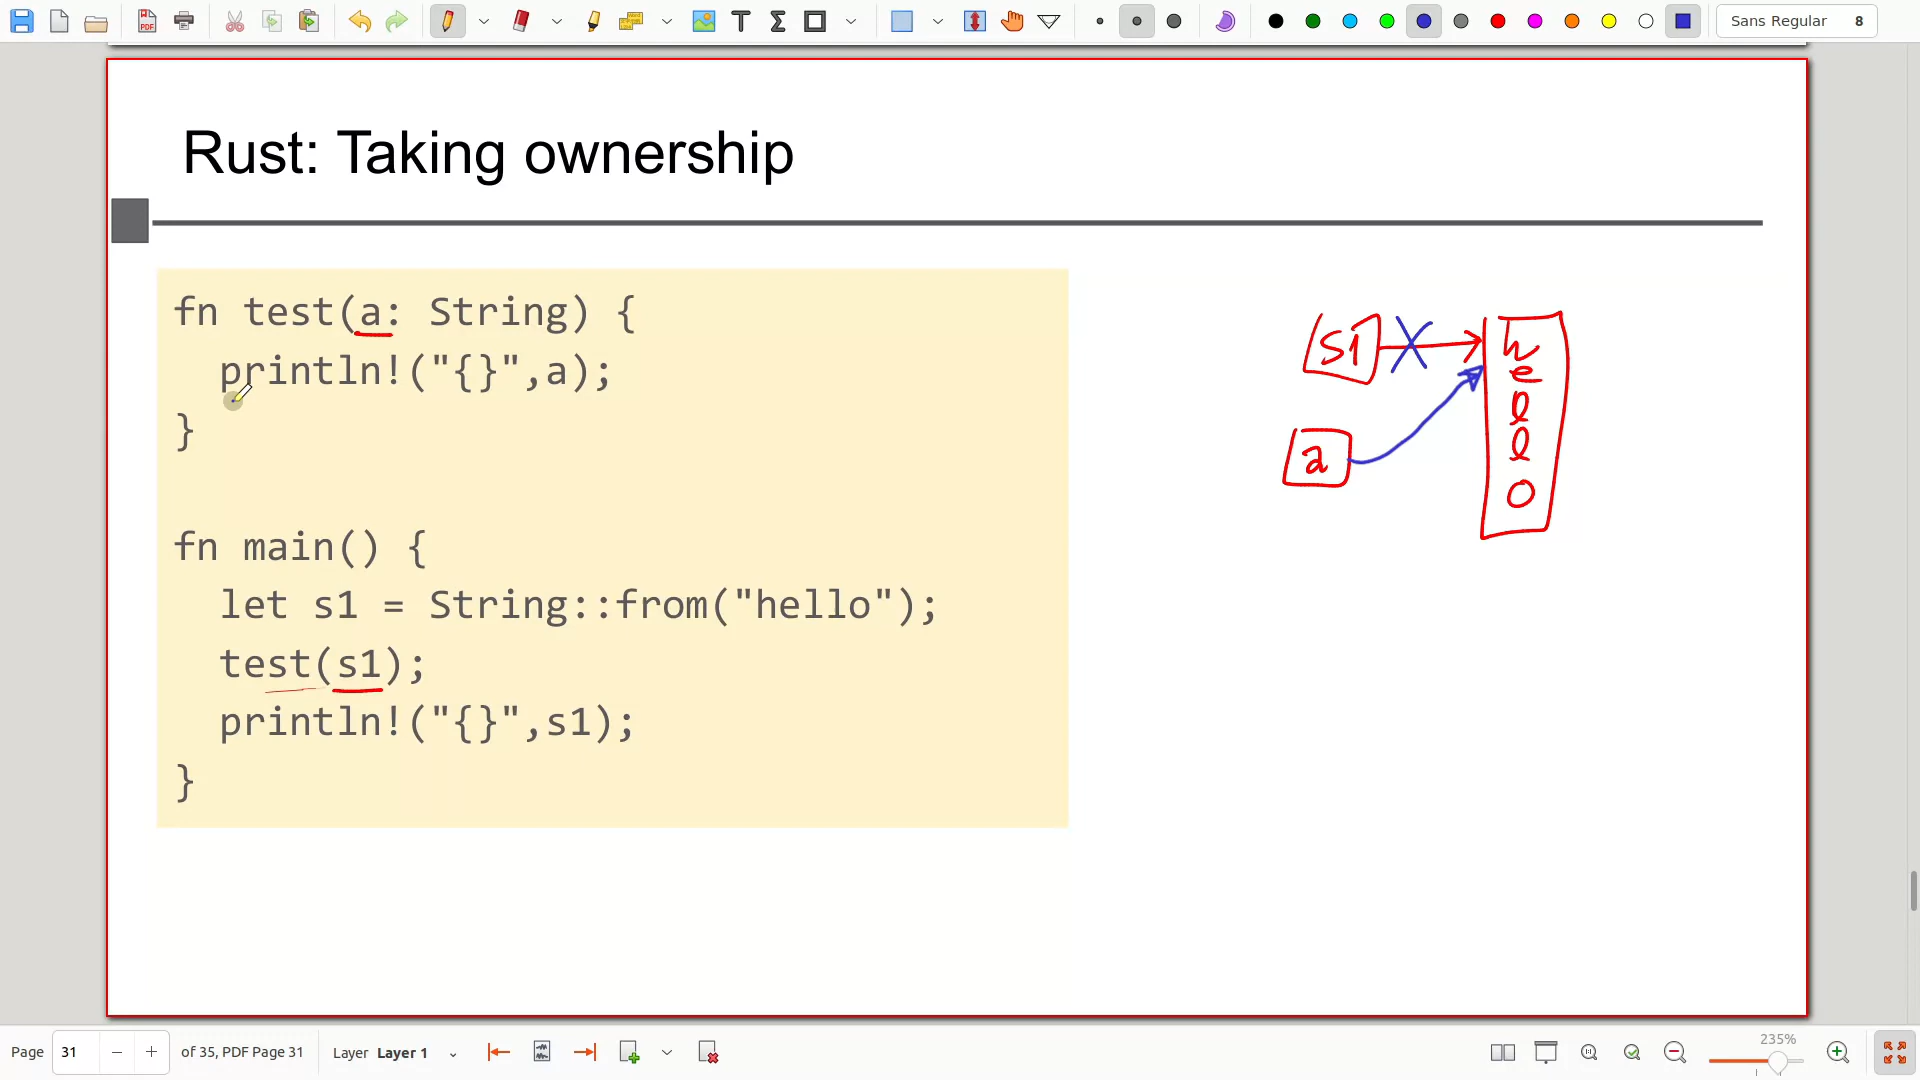 Sans Regular 8
Rust: Taking ownership
fn test(a: String) {
println!("{}",a);
}
fn main() {
let s1 = String::from("hello");
test(s1);
println!("{}",s1);
}
s1
a
h
e
l
l
o
Page 31 of 35, PDF Page 31 Layer Layer 1 235%